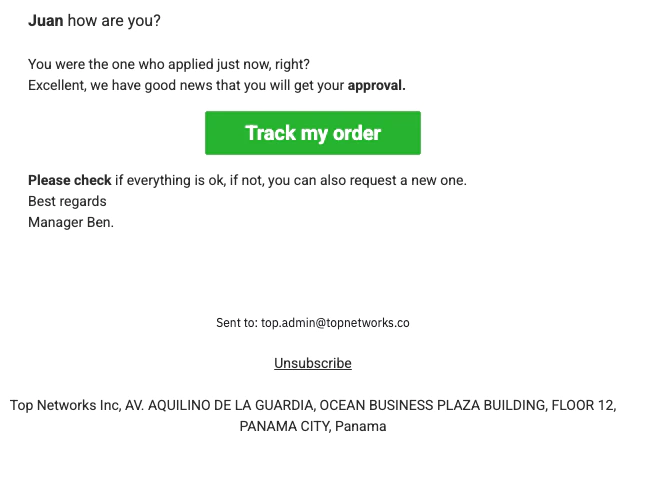 Juan how are you?
You were the one who applied just now, right?
Excellent, we have good news that you will get your approval.
Track my order
Please check if everything is ok, if not, you can also request a new one.
Best regards
Manager Ben.
Sent to: top.admin@topnetworks.co
Unsubscribe
Top Networks Inc, AV. AQUILINO DE LA GUARDIA, OCEAN BUSINESS PLAZA BUILDING, FLOOR 12,
PANAMA CITY, Panama